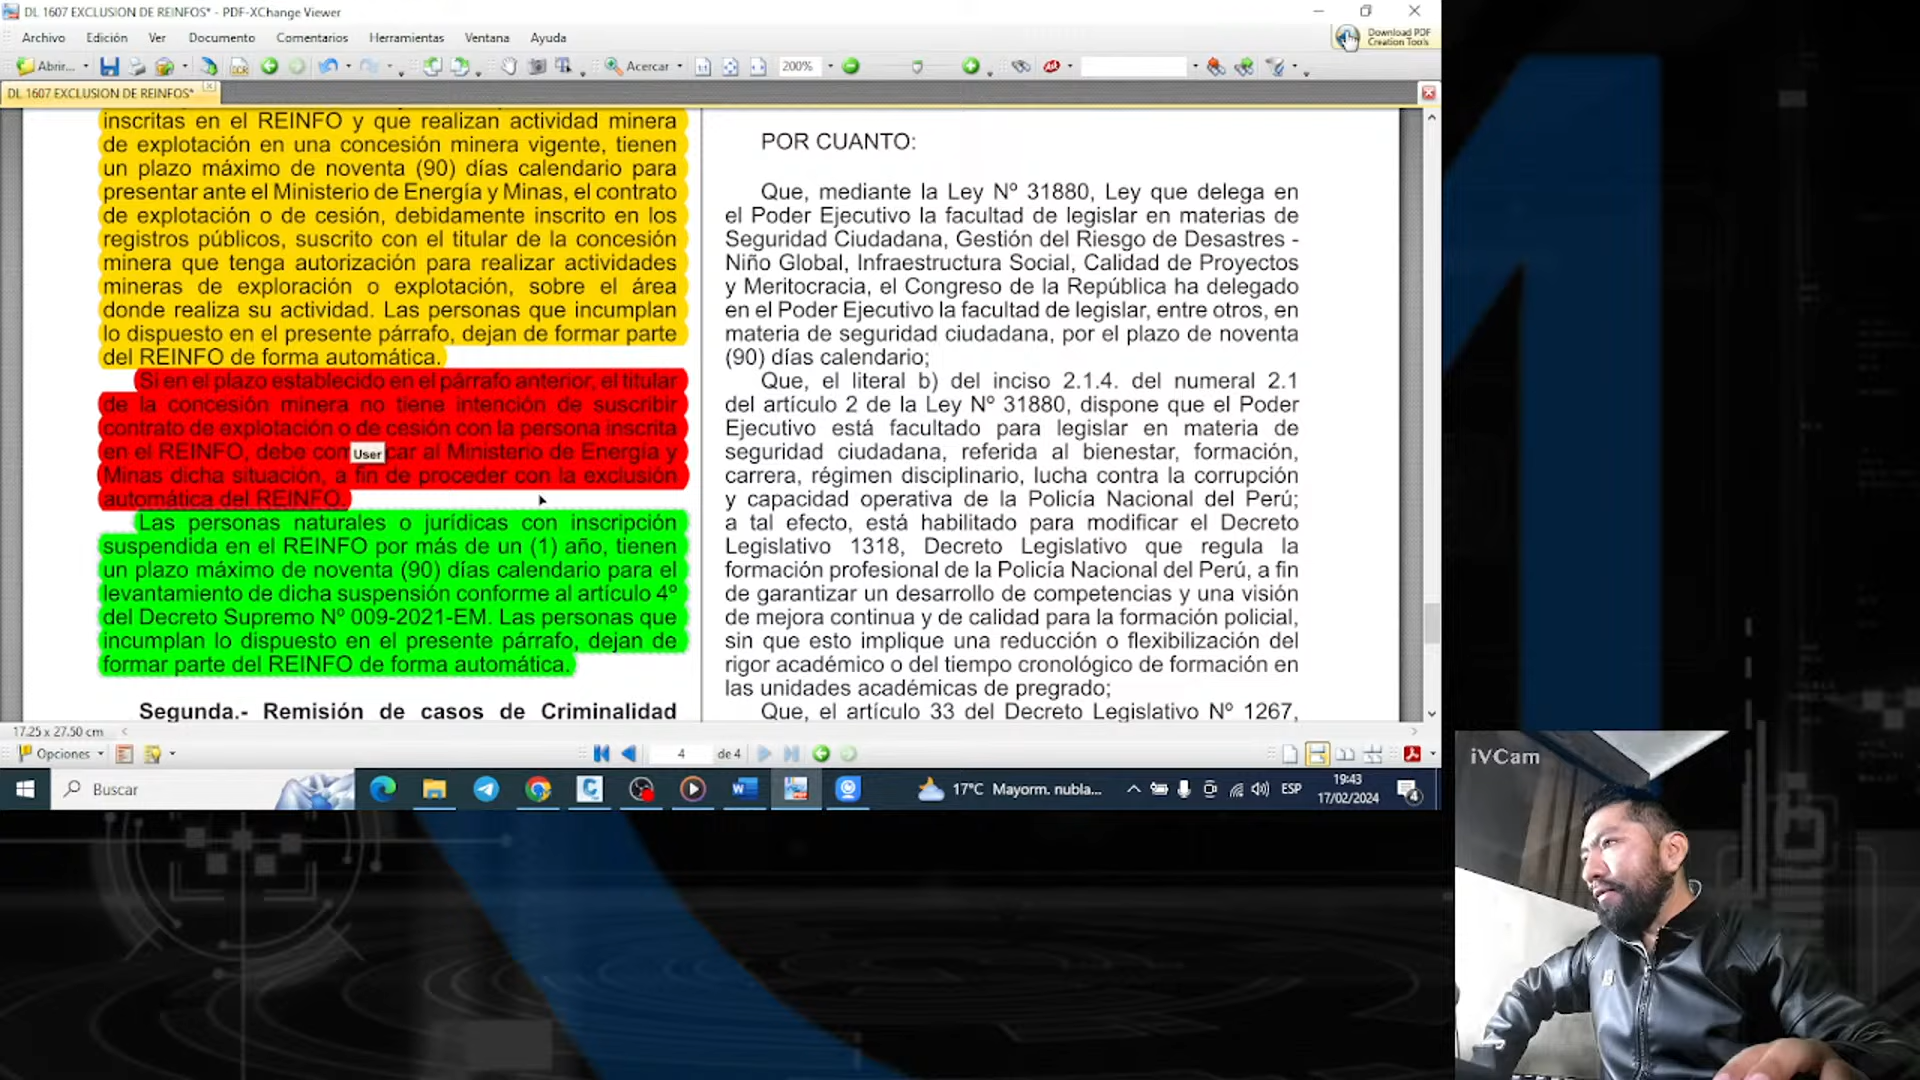 DL 1607 EXCLUSION DE REINFOS* - PDF-XChange Viewer
Archivo Edición Ver Documento Comentarios Herramientas Ventana Ayuda
Download PDF
Creation Tools
Abrir... OCR Acercar 200%
DL 1607 EXCLUSION DE REINFOS*
inscritas en el REINFO y que realizan actividad minera
de explotación en una concesión minera vigente, tienen
un plazo máximo de noventa (90) días calendario para
presentar ante el Ministerio de Energía y Minas, el contrato
de explotación o de cesión, debidamente inscrito en los
registros públicos, suscrito con el titular de la concesión
minera que tenga autorización para realizar actividades
mineras de exploración o explotación, sobre el área
donde realiza su actividad. Las personas que incumplan
lo dispuesto en el presente párrafo, dejan de formar parte
del REINFO de forma automática.
Si en el plazo establecido en el párrafo anterior, el titular
de la concesión minera no tiene intención de suscribir
contrato de explotación o de cesión con la persona inscrita
en el REINFO, debe com User car al Ministerio de Energía y
Minas dicha situación, a fin de proceder con la exclusión
automática del REINFO.
Las personas naturales o jurídicas con inscripción
suspendida en el REINFO por más de un (1) año, tienen
un plazo máximo de noventa (90) días calendario para el
levantamiento de dicha suspensión conforme al artículo 4º
del Decreto Supremo Nº 009-2021-EM. Las personas que
incumplan lo dispuesto en el presente párrafo, dejan de
formar parte del REINFO de forma automática.
Segunda.- Remisión de casos de Criminalidad
POR CUANTO:
Que, mediante la Ley Nº 31880, Ley que delega en
el Poder Ejecutivo la facultad de legislar en materias de
Seguridad Ciudadana, Gestión del Riesgo de Desastres -
Niño Global, Infraestructura Social, Calidad de Proyectos
y Meritocracia, el Congreso de la República ha delegado
en el Poder Ejecutivo la facultad de legislar, entre otros, en
materia de seguridad ciudadana, por el plazo de noventa
(90) días calendario;
Que, el literal b) del inciso 2.1.4. del numeral 2.1
del artículo 2 de la Ley Nº 31880, dispone que el Poder
Ejecutivo está facultado para legislar en materia de
seguridad ciudadana, referida al bienestar, formación,
carrera, régimen disciplinario, lucha contra la corrupción
y capacidad operativa de la Policía Nacional del Perú;
a tal efecto, está habilitado para modificar el Decreto
Legislativo 1318, Decreto Legislativo que regula la
formación profesional de la Policía Nacional del Perú, a fin
de garantizar un desarrollo de competencias y una visión
de mejora continua y de calidad para la formación policial,
sin que esto implique una reducción o flexibilización del
rigor académico o del tiempo cronológico de formación en
las unidades académicas de pregrado;
Que, el artículo 33 del Decreto Legislativo Nº 1267,
17.25 x 27.50 cm
Opciones 4 de 4
Buscar 17°C Mayorm. nubla... ESP 19:43
17/02/2024
4
iVCam